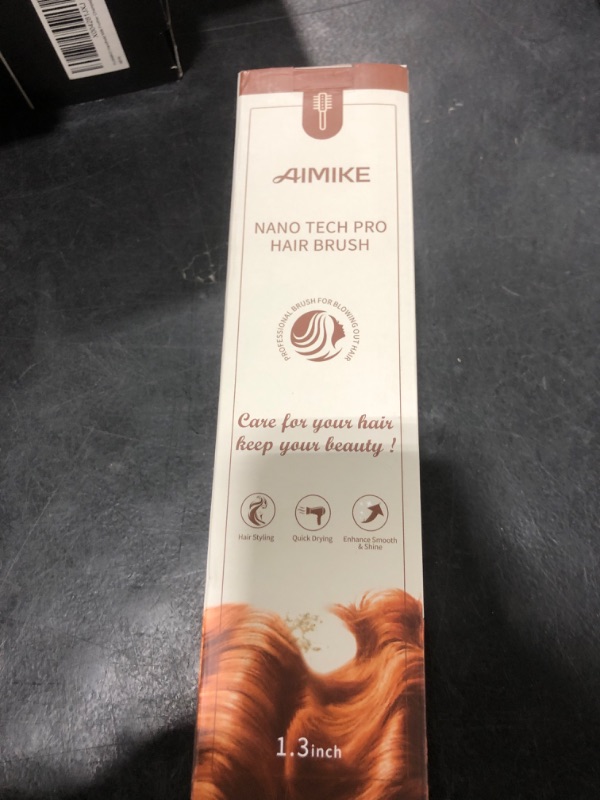 AIMIKE
NANO TECH PRO
HAIR BRUSH
PROFESSIONAL BRUSH FOR BLOWING OUT HAIR
Care for your hair
keep your beauty !
Hair Styling
Quick Drying
Enhance Smooth
& Shine
1.3inch